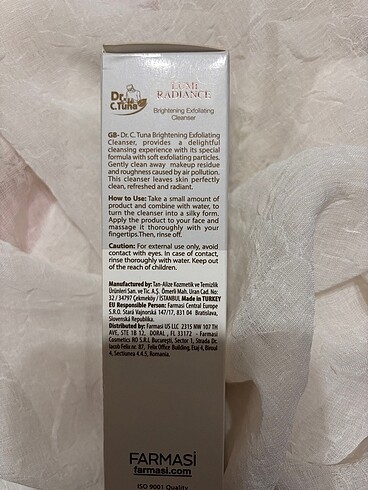 Dr.
C.Tuna
LUMI
RADIANCE
Brightening Exfoliating
Cleanser
GB- Dr. C. Tuna Brightening Exfoliating
Cleanser, provides a delightful
cleansing experience with its special
formula with soft exfoliating particles.
Gently clean away makeup residue
and roughness caused by air pollution.
This cleanser leaves skin perfectly
clean, refreshed and radiant.
How to Use: Take a small amount of
product and combine with water, to
turn the cleanser into a silky form.
Apply the product to your face and
massage it thoroughly with your
fingertips.Then, rinse off.
Caution: For external use only, avoid
contact with eyes. In case of contact,
rinse thoroughly with water. Keep out
of the reach of children.
Manufactured by: Tan-Alize Kozmetik ve Temizlik
Ürünleri San. ve Tic. A.Ş. Ömerli Mah. Uran Cad. No:
32 / 34797 Çekmeköy / İSTANBUL Made in TURKEY
EU Responsible Person: Farmasi Central Europe
S.R.O. Stará Vajnorská 147/17, 831 04 Bratislava,
Slovenská Republika.
Distributed by: Farmasi US LLC 2315 NW 107 TH
AVE, STE 1B 12, DORAL, FL 33172 - Farmasi
Cosmetics RO S.R.L București, Sector 1, Strada Dr.
Iacob Felix nr. 87, Felix Office Building, Etaj 4, Biroul
4, Sectiunea 4.4.5, Romania.
FARMASİ
farmasi.com
ISO 9001 Quality